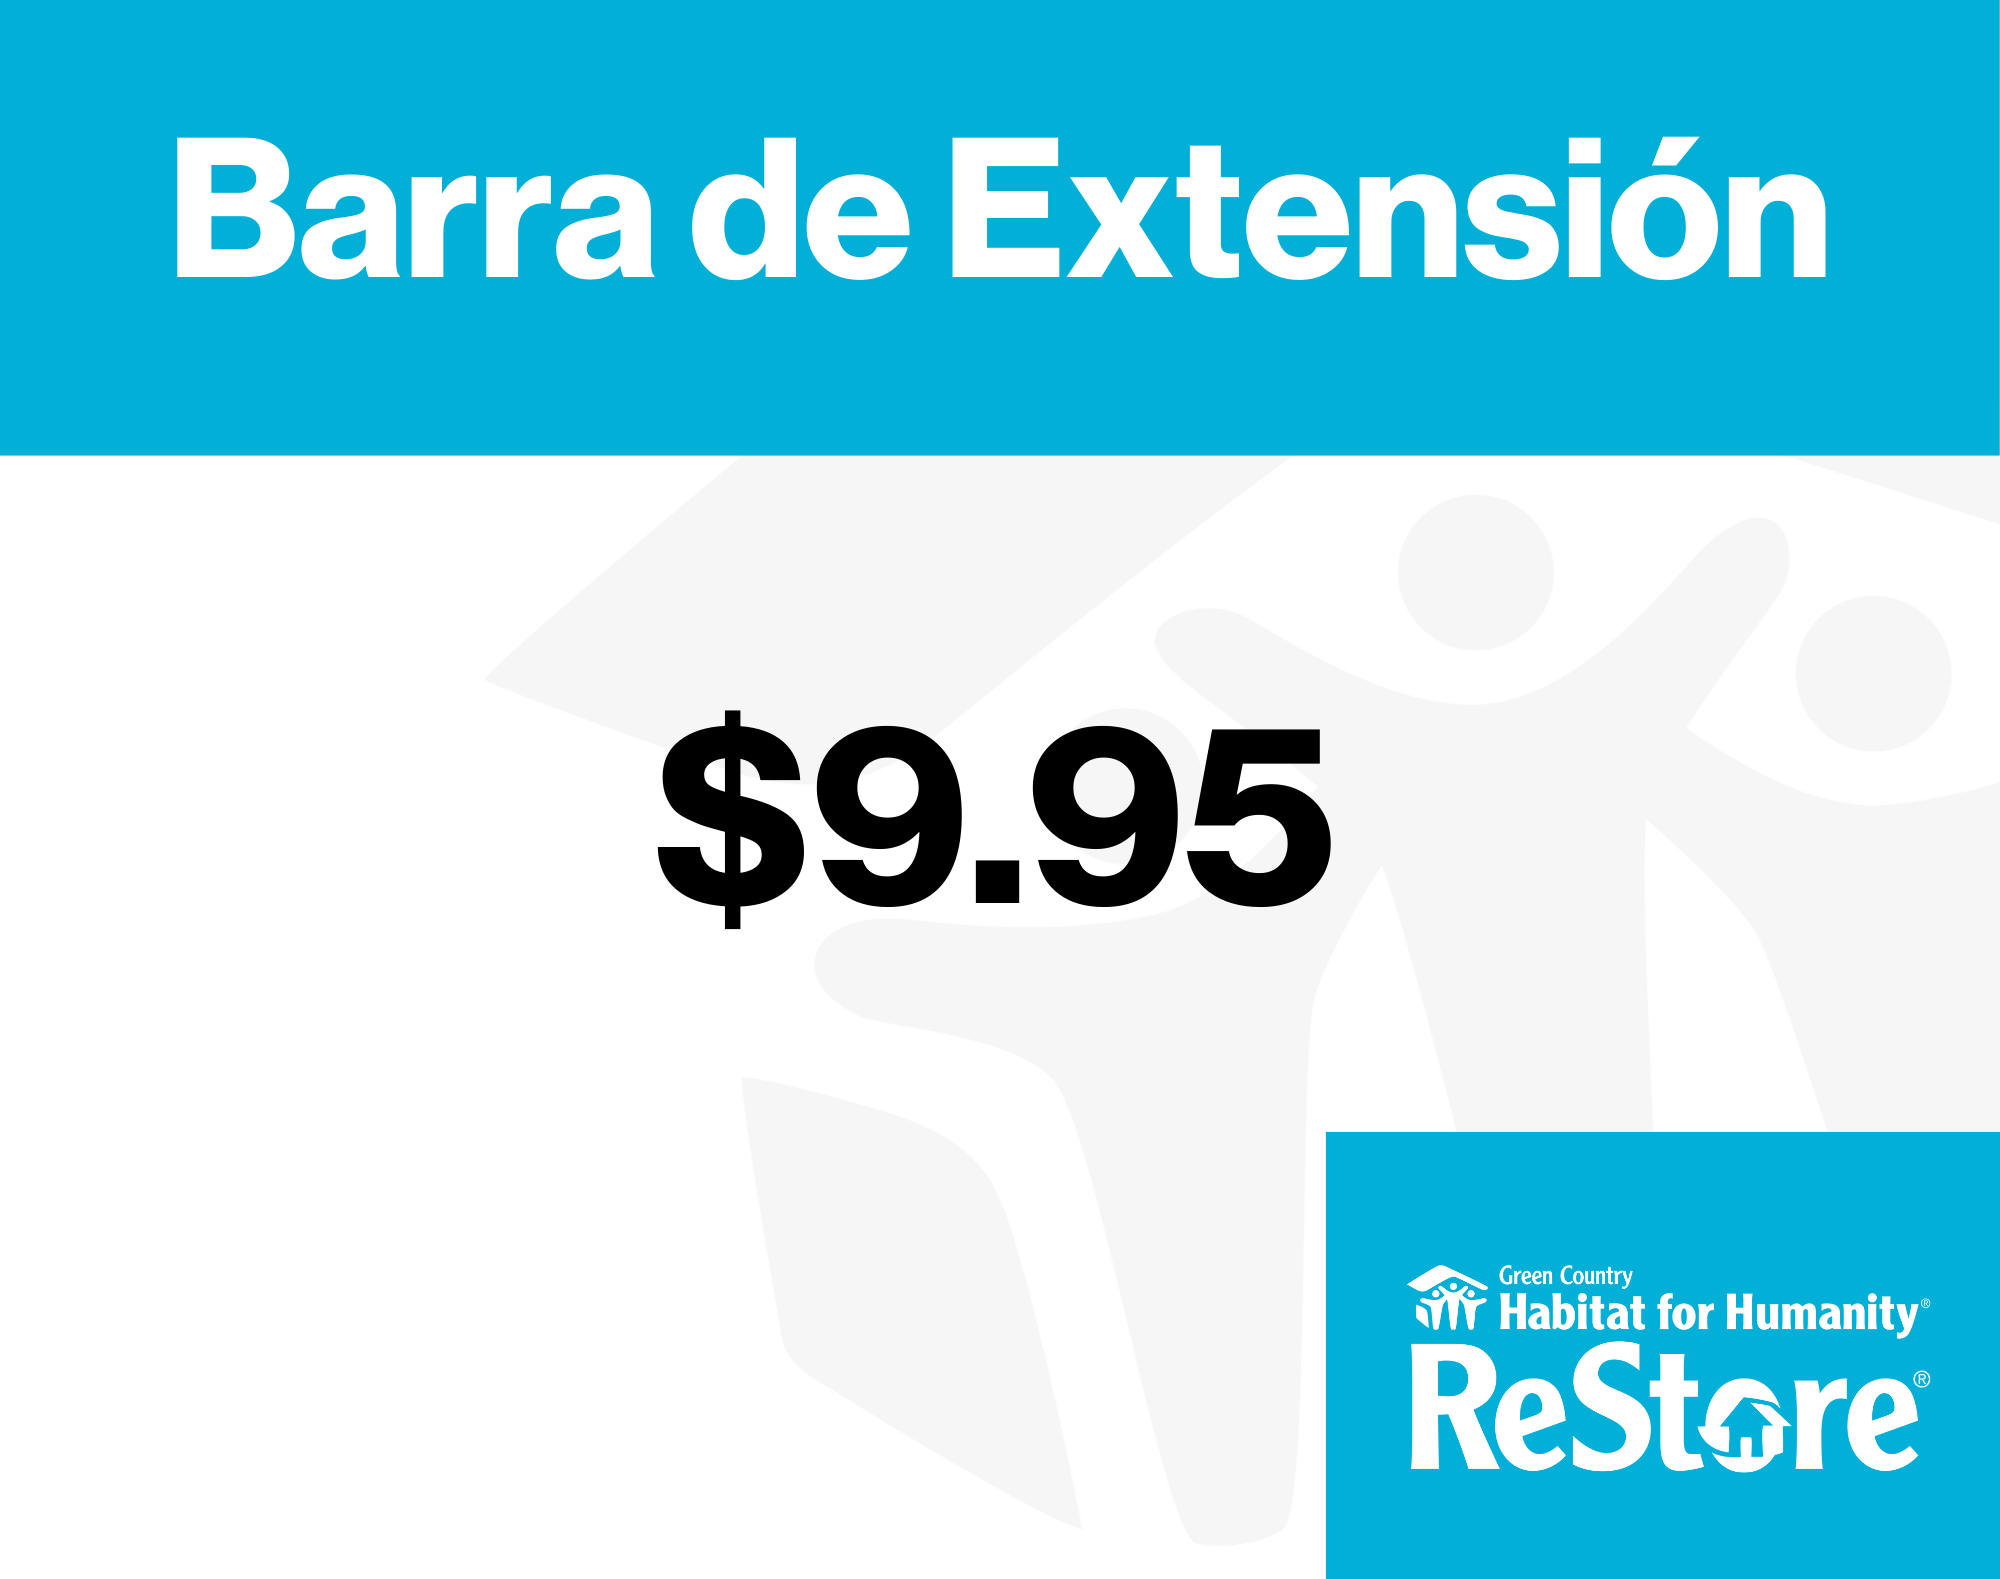 Barra de Extensión
$9.95
Green Country
Habitat for Humanity®
ReStore®